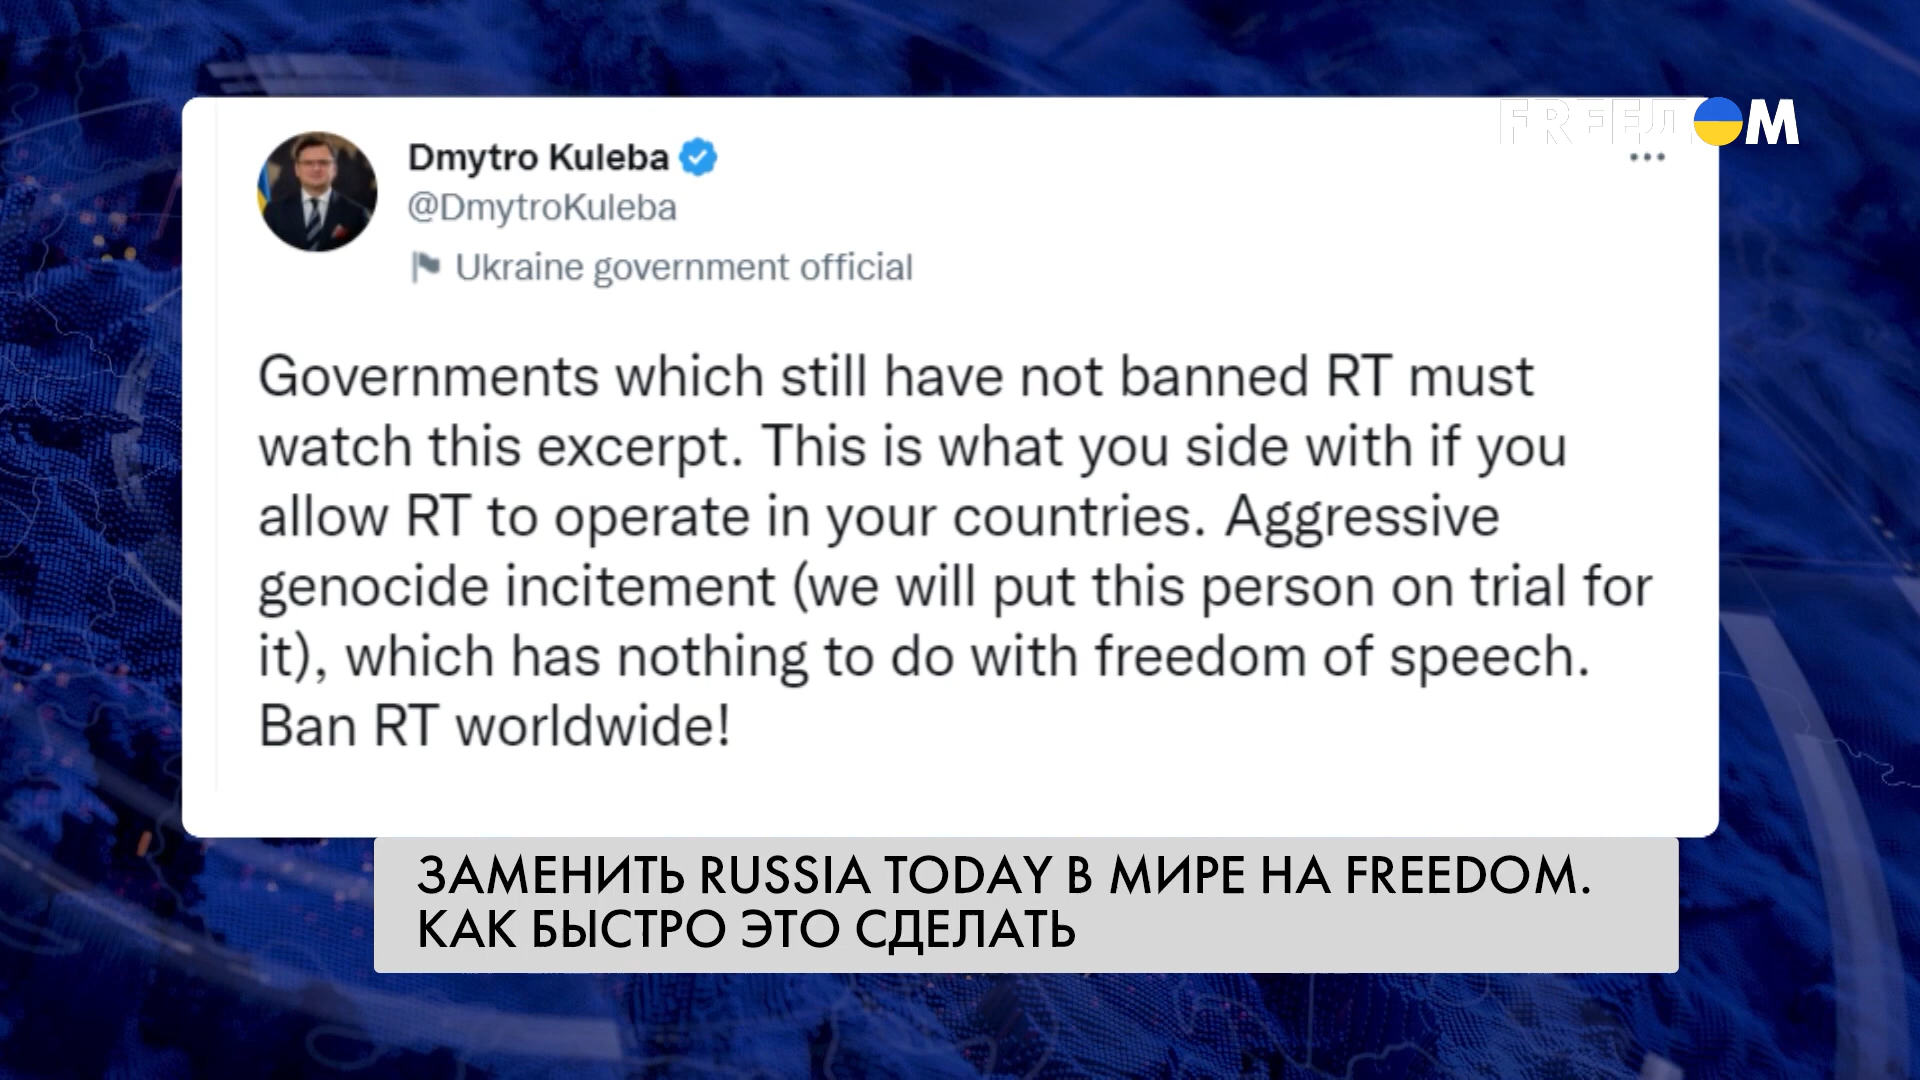 FREEДOM
Dmytro Kuleba
@DmytroKuleba
Ukraine government official
Governments which still have not banned RT must
watch this excerpt. This is what you side with if you
allow RT to operate in your countries. Aggressive
genocide incitement (we will put this person on trial for
it), which has nothing to do with freedom of speech.
Ban RT worldwide!
ЗАМЕНИТЬ RUSSIA TODAY В МИРЕ НА FREEDOM.
КАК БЫСТРО ЭТО СДЕЛАТЬ